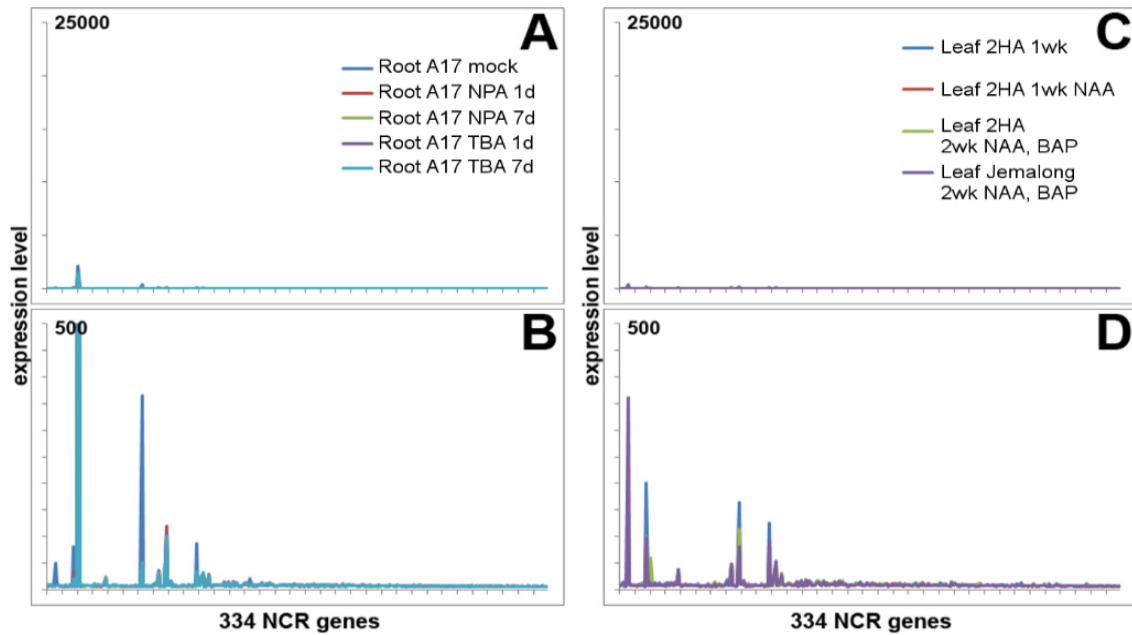 25000
A
Root A17 mock
Root A17 NPA 1d
Root A17 NPA 7d
Root A17 TBA 1d
Root A17 TBA 7d
expression level
500
B
334 NCR genes
25000
C
Leaf 2HA 1wk
Leaf 2HA 1wk NAA
Leaf 2HA
2wk NAA, BAP
Leaf Jemalong
2wk NAA, BAP
expression level
500
D
334 NCR genes